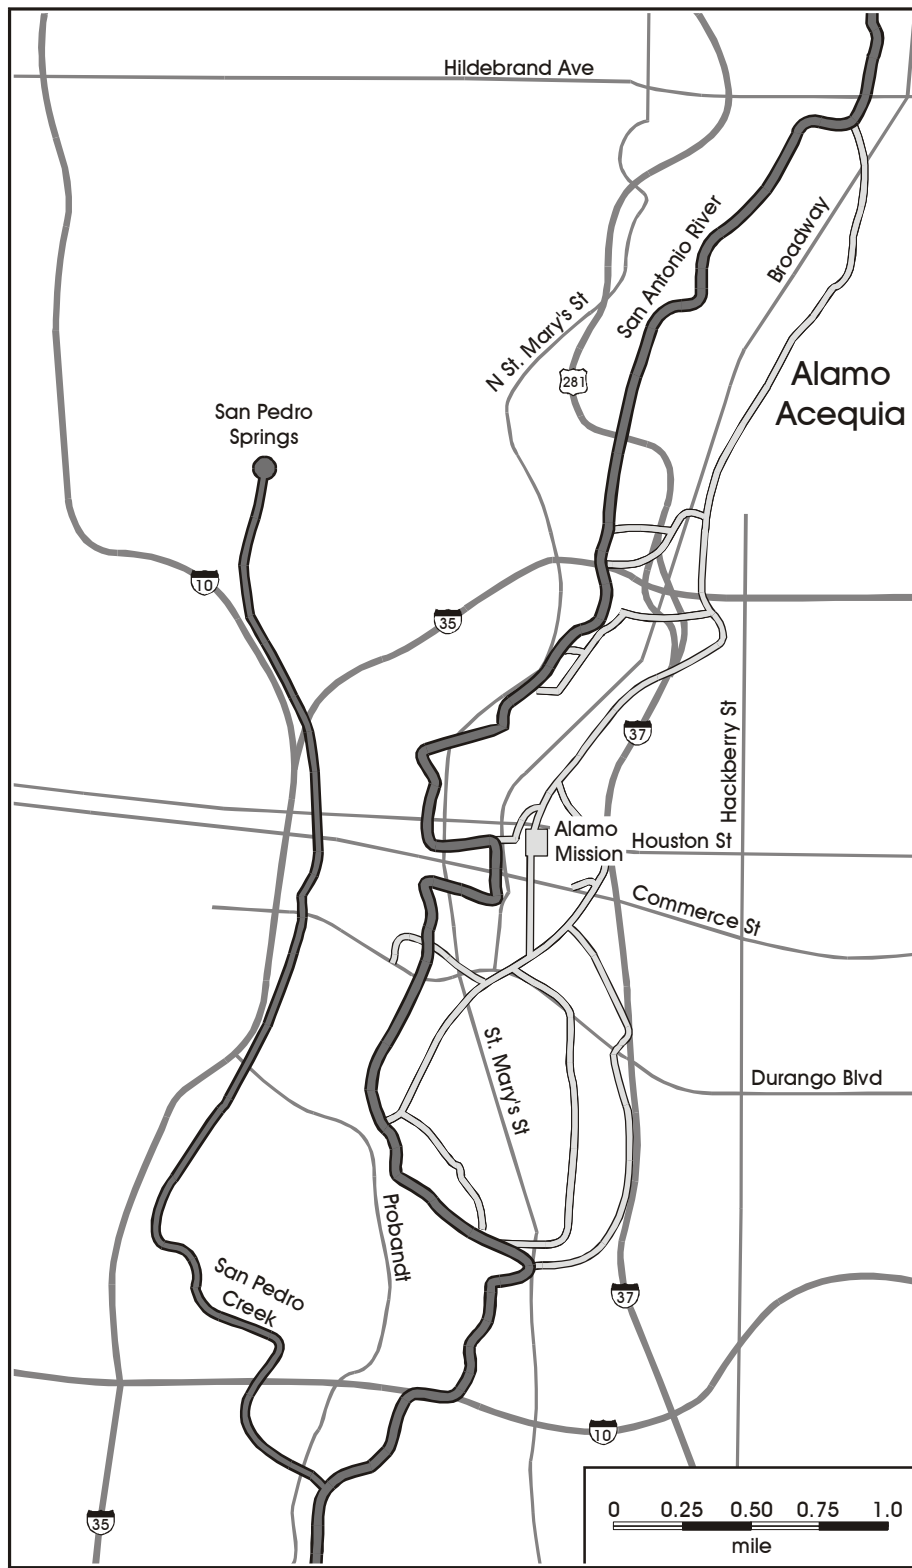 Hildebrand Ave
San Antonio River
Broadway
N St. Mary's St
281
Alamo
Acequia
San Pedro
Springs
10
35
37
Hackberry St
Alamo
Mission
Houston St
Commerce St
St. Mary's St
Durango Blvd
Probandt
San Pedro
Creek
37
10
35
0 0.25 0.50 0.75 1.0
mile